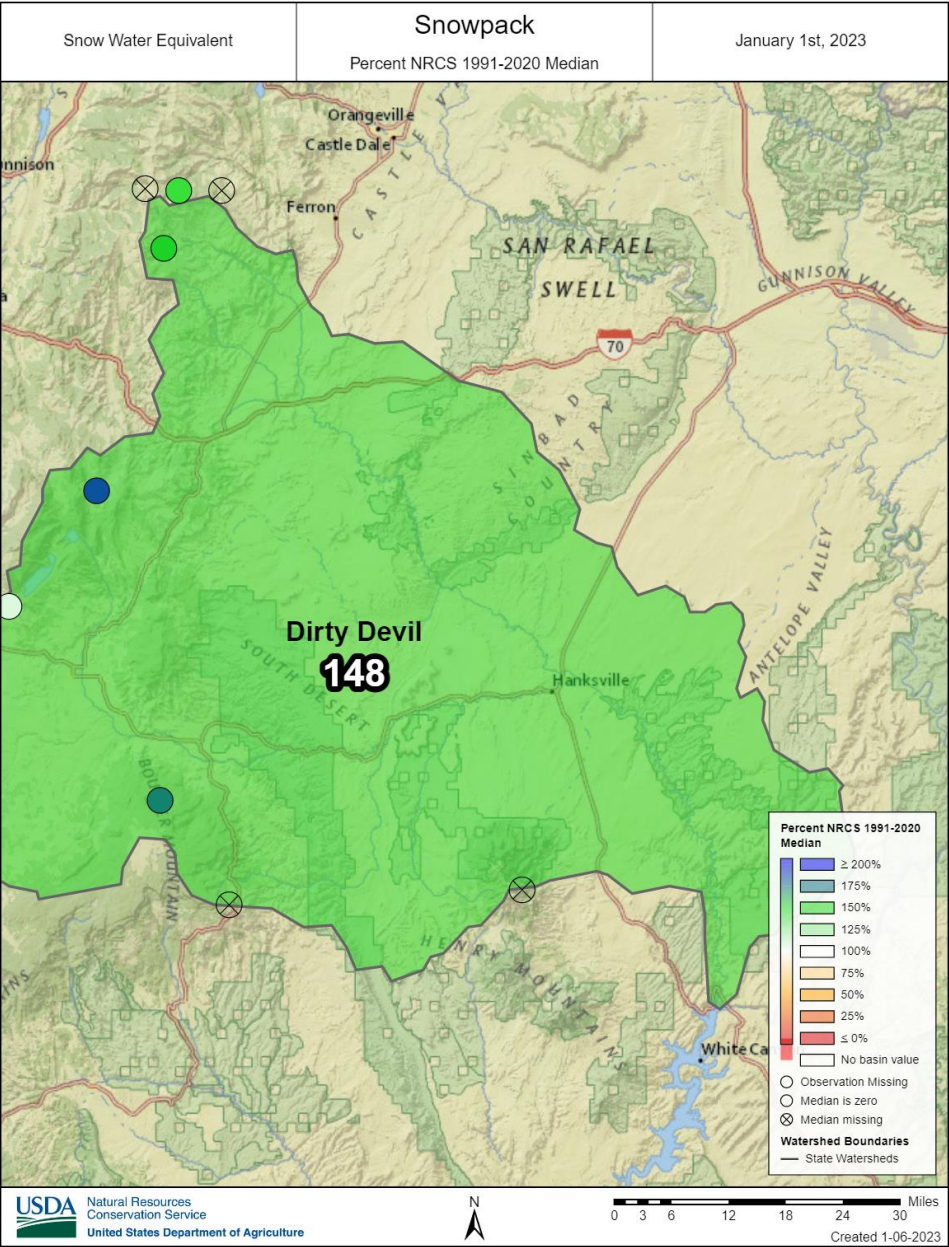 Snow Water Equivalent
Snowpack
Percent NRCS 1991-2020 Median
January 1st, 2023
Orangeville
Castle Dale
CASTLE V
nnison
Ferron
SAN RAFAEL
SWELL
GUNNISON VALLEY
70
SINBAD
COUNTRY
ANTELOPE VALLEY
Dirty Devil
148
SOUTH DESERT
Hanksville
MOUNTAIN
HENRY MOUNTAINS
White Ca
Percent NRCS 1991-2020
Median
≥ 200%
175%
150%
125%
100%
75%
50%
25%
≤ 0%
No basin value
Observation Missing
Median is zero
Median missing
Watershed Boundaries
State Watersheds
USDA
Natural Resources
Conservation Service
United States Department of Agriculture
N
Miles
0 3 6 12 18 24 30
Created 1-06-2023